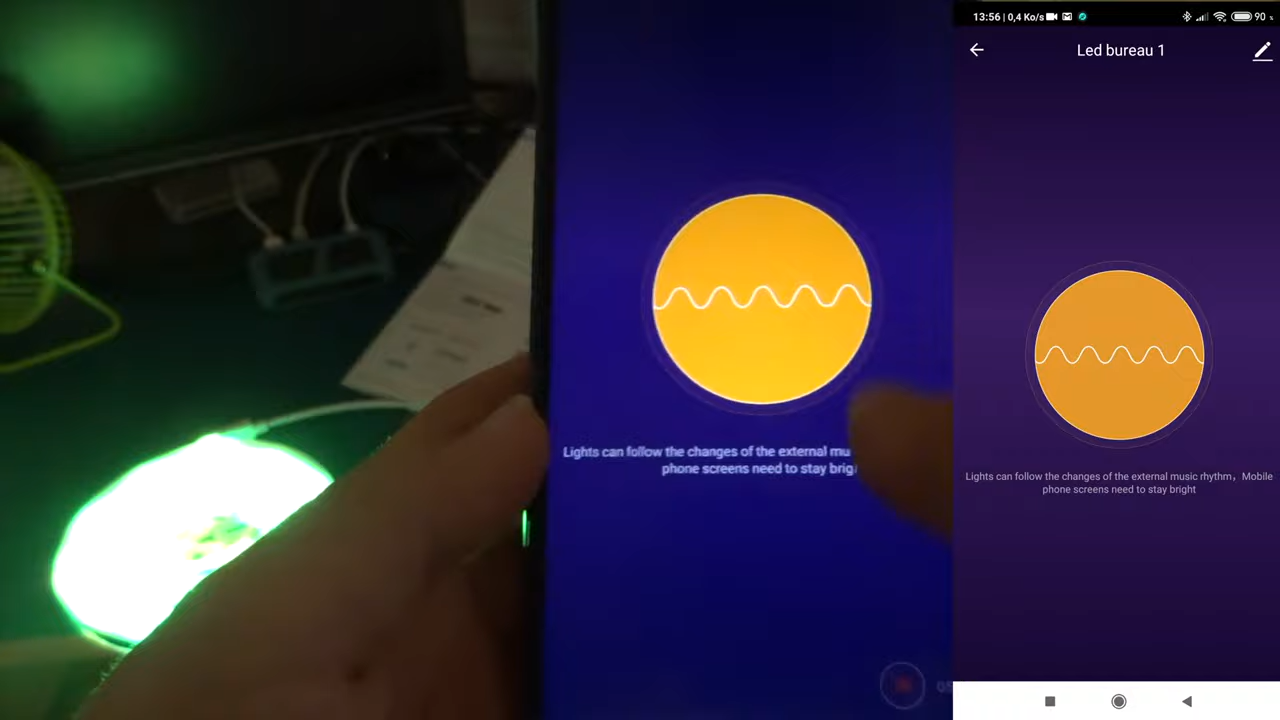 13:56 | 0,4 Ko/s
90
Led bureau 1
Lights can follow the changes of the external mu
phone screens need to stay brig
Lights can follow the changes of the external music rhythm，Mobile
phone screens need to stay bright